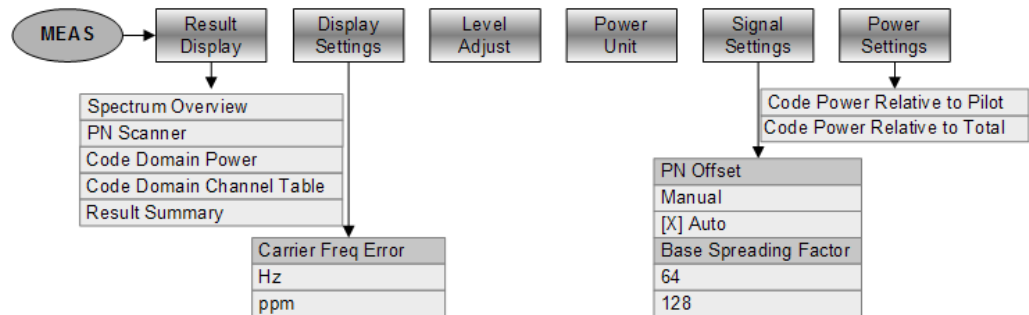 MEAS
Result
Display
Display
Settings
Level
Adjust
Power
Unit
Signal
Settings
Power
Settings
Spectrum Overview
PN Scanner
Code Domain Power
Code Domain Channel Table
Result Summary
Carrier Freq Error
Hz
ppm
PN Offset
Manual
[X] Auto
Base Spreading Factor
64
128
Code Power Relative to Pilot
Code Power Relative to Total